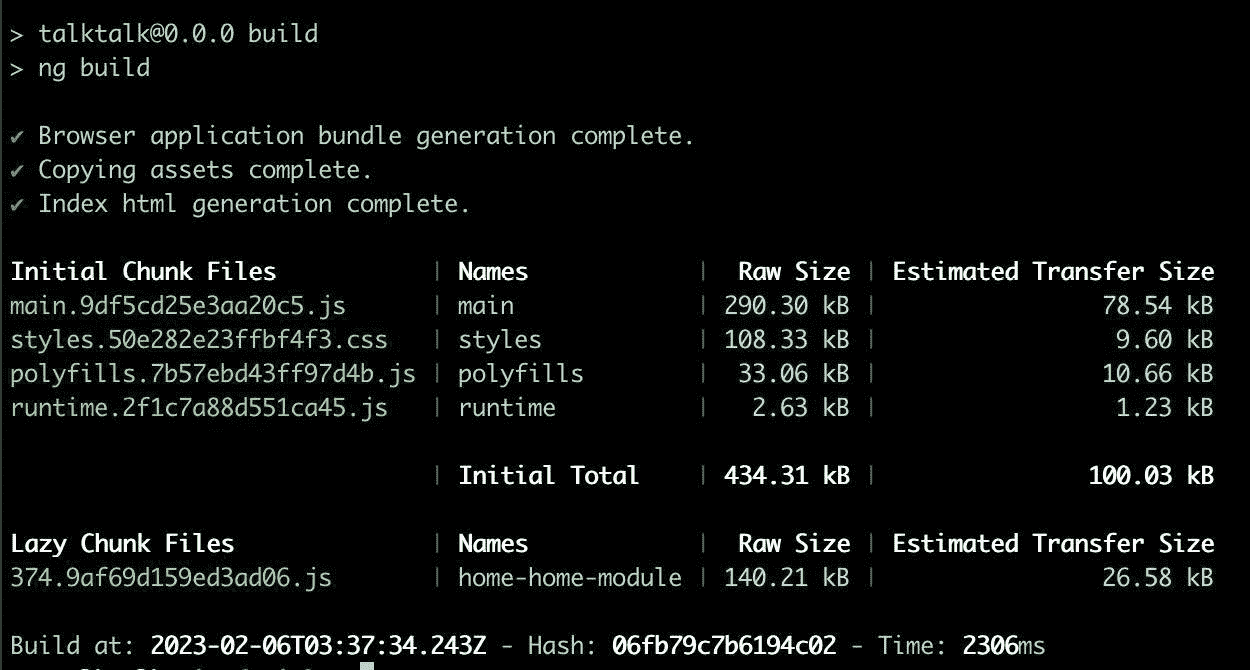 > talktalk@0.0.0 build
> ng build
✔ Browser application bundle generation complete.
✔ Copying assets complete.
✔ Index html generation complete.
Initial Chunk Files | Names | Raw Size | Estimated Transfer Size
main.9df5cd25e3aa20c5.js | main | 290.30 kB | 78.54 kB
styles.50e282e23ffbf4f3.css | styles | 108.33 kB | 9.60 kB
polyfills.7b57ebd43ff97d4b.js | polyfills | 33.06 kB | 10.66 kB
runtime.2f1c7a88d551ca45.js | runtime | 2.63 kB | 1.23 kB
| Initial Total | 434.31 kB | 100.03 kB
Lazy Chunk Files | Names | Raw Size | Estimated Transfer Size
374.9af69d159ed3ad06.js | home-home-module | 140.21 kB | 26.58 kB
Build at: 2023-02-06T03:37:34.243Z - Hash: 06fb79c7b6194c02 - Time: 2306ms